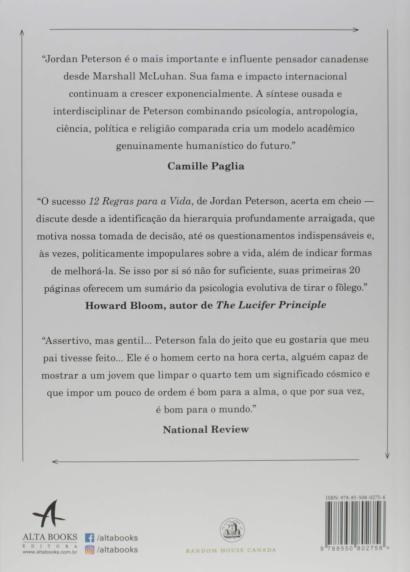 “Jordan Peterson é o mais importante e influente pensador canadense
desde Marshall McLuhan. Sua fama e impacto internacional
continuam a crescer exponencialmente. A síntese ousada e
interdisciplinar de Peterson combinando psicologia, antropologia,
ciência, política e religião comparada cria um modelo acadêmico
genuinamente humanístico do futuro.”
Camille Paglia
“O sucesso 12 Regras para a Vida, de Jordan Peterson, acerta em cheio —
discute desde a identificação da hierarquia profundamente arraigada, que
motiva nossa tomada de decisão, até os questionamentos indispensáveis e,
às vezes, politicamente impopulares sobre a vida, além de indicar formas
de melhorá-la. Se isso por si só não for suficiente, suas primeiras 20
páginas oferecem um sumário da psicologia evolutiva de tirar o fôlego.”
Howard Bloom, autor de The Lucifer Principle
“Assertivo, mas gentil... Peterson fala do jeito que eu gostaria que meu
pai tivesse feito... Ele é o homem certo na hora certa, alguém capaz de
mostrar a um jovem que limpar o quarto tem um significado cósmico e
que impor um pouco de ordem é bom para a alma, o que por sua vez,
é bom para o mundo.”
National Review
ALTA BOOKS
EDITORA
www.altabooks.com.br
/altabooks
/altabooks
RANDOM HOUSE CANADA
ISBN: 978-85-508-0275-6
9 788550 802756